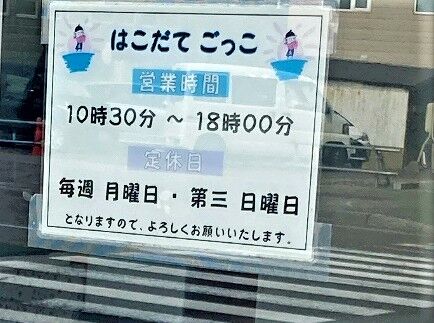 はこだて ごっこ
営業時間
10時30分 ～ 18時00分
定休日
毎週 月曜日・第三 日曜日
となりますので、よろしくお願いいたします。